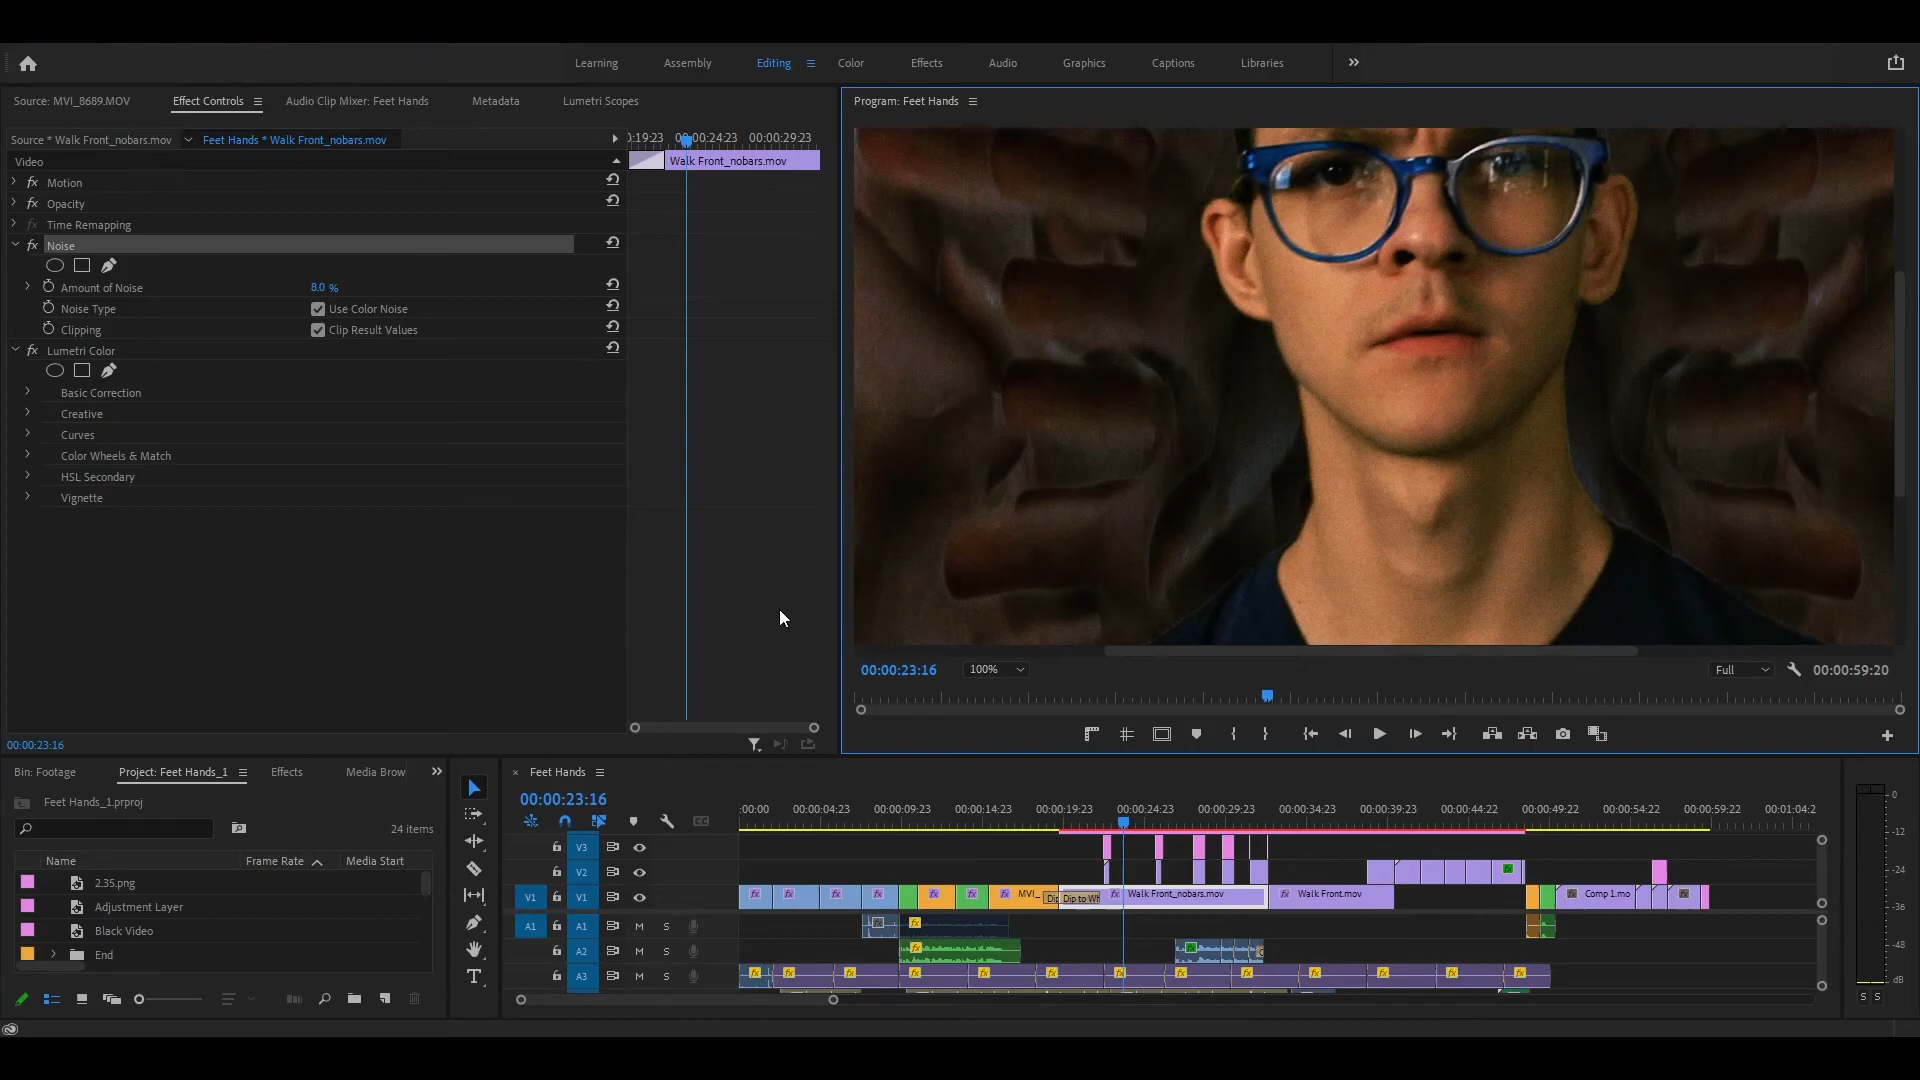 Learning Assembly Editing Color Effects Audio Graphics Captions Libraries
Source: MVI_8689.MOV Effect Controls Audio Clip Mixer: Feet Hands Metadata Lumetri Scopes
Program: Feet Hands
Source * Walk Front_nobars.mov Feet Hands * Walk Front_nobars.mov
:19:23 00:00:24:23 00:00:29:23
Video
Walk Front_nobars.mov
fx Motion
fx Opacity
fx Time Remapping
fx Noise
Amount of Noise 8.0 %
Noise Type Use Color Noise
Clipping Clip Result Values
fx Lumetri Color
Basic Correction
Creative
Curves
Color Wheels & Match
HSL Secondary
Vignette
00:00:23:16 100% Full 00:00:59:20
00:00:23:16
Bin: Footage Project: Feet Hands_1 Effects Media Brow
Feet Hands_1.prproj
24 items
Name Frame Rate Media Start
2.35.png
Adjustment Layer
Black Video
End
Feet Hands
00:00:23:16
:00:00 00:00:04:23 00:00:09:23 00:00:14:23 00:00:19:23 00:00:24:23 00:00:29:23 00:00:34:23 00:00:39:23 00:00:44:22 00:00:49:22 00:00:54:22 00:00:59:22 00:01:04:2
V3
V2
V1 V1 MVI_ Dip Dip to Wh Walk Front_nobars.mov Walk Front.mov Comp 1.mo
A1 A1 M S
A2 M S
A3 M S
0
-12
-24
-36
-48
dB
S S